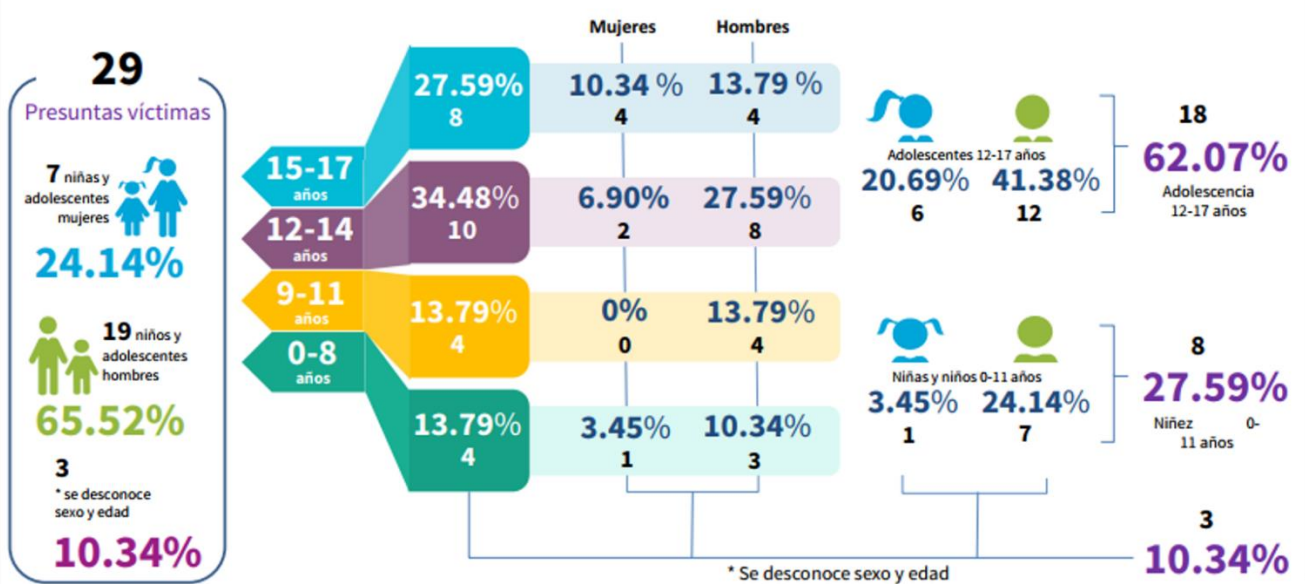 29
Presuntas víctimas
7 niñas y
adolescentes
mujeres
24.14%
19 niños y
adolescentes
hombres
65.52%
3
* se desconoce
sexo y edad
10.34%
15-17
años
12-14
años
9-11
años
0-8
años
27.59%
8
34.48%
10
13.79%
4
13.79%
4
Mujeres Hombres
10.34 % 13.79 %
4 4
6.90% 27.59%
2 8
0% 13.79%
0 4
3.45% 10.34%
1 3
Adolescentes 12-17 años
20.69% 41.38%
6 12
Niñas y niños 0-11 años
3.45% 24.14%
1 7
18
62.07%
Adolescencia
12-17 años
8
27.59%
Niñez 0-
11 años
3
10.34%
* Se desconoce sexo y edad